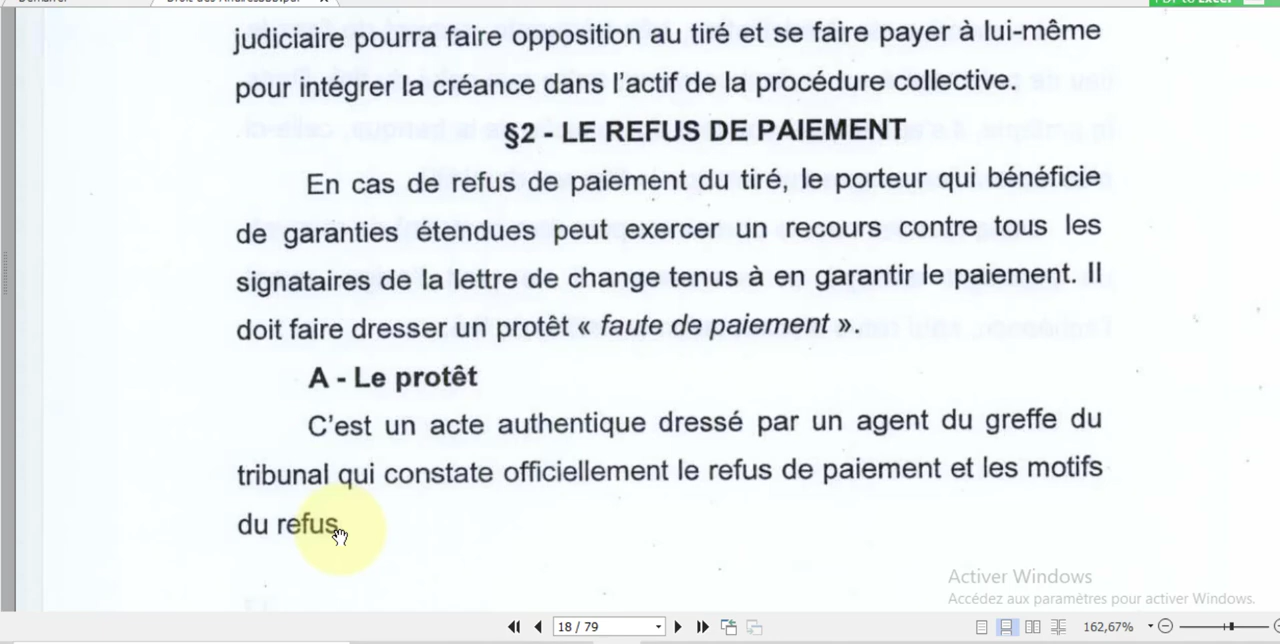 judiciaire pourra faire opposition au tiré et se faire payer à lui-même
pour intégrer la créance dans l'actif de la procédure collective.
§2 - LE REFUS DE PAIEMENT
En cas de refus de paiement du tiré, le porteur qui bénéficie
de garanties étendues peut exercer un recours contre tous les
signataires de la lettre de change tenus à en garantir le paiement. Il
doit faire dresser un protêt « faute de paiement ».
A - Le protêt
C'est un acte authentique dressé par un agent du greffe du
tribunal qui constate officiellement le refus de paiement et les motifs
du refus.
Activer Windows
Accédez aux paramètres pour activer Windows.
18 / 79
162,67%